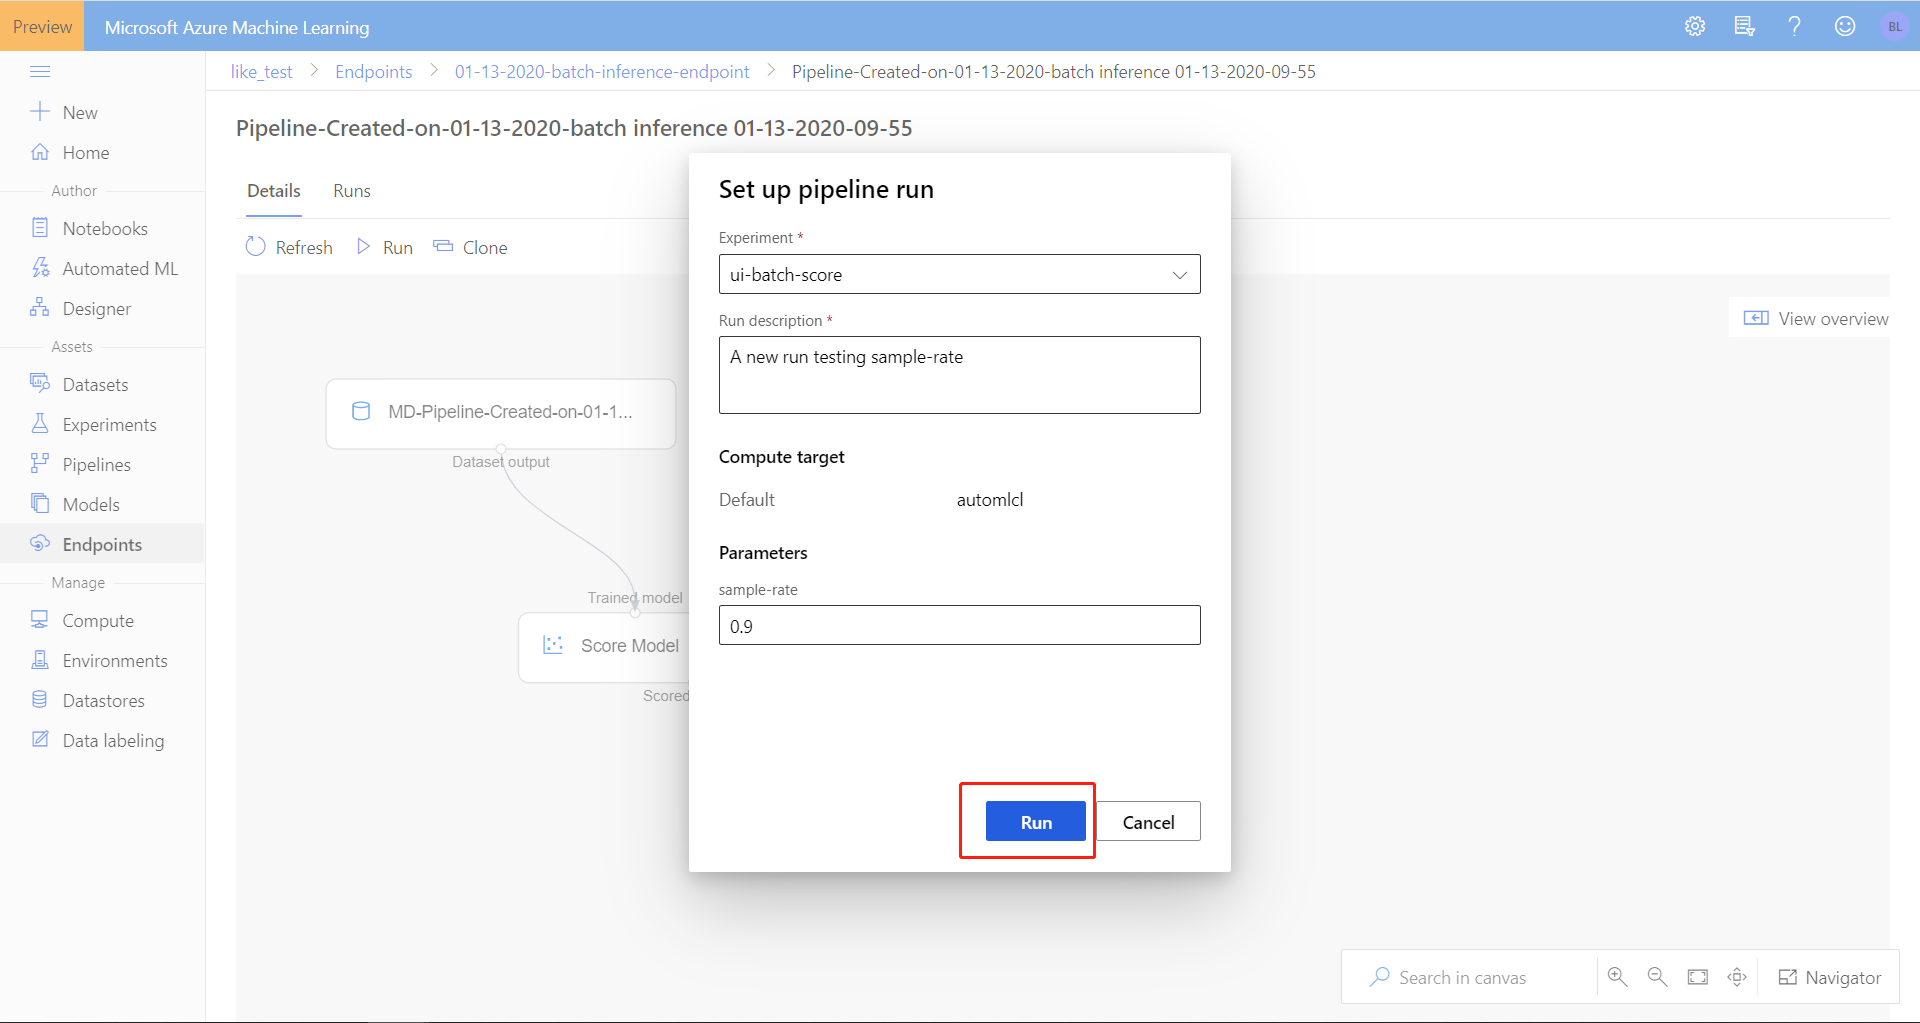 Preview
Microsoft Azure Machine Learning
BL
like_test > Endpoints > 01-13-2020-batch-inference-endpoint > Pipeline-Created-on-01-13-2020-batch inference 01-13-2020-09-55
New
Home
Author
Notebooks
Automated ML
Designer
Assets
Datasets
Experiments
Pipelines
Models
Endpoints
Manage
Compute
Environments
Datastores
Data labeling
Pipeline-Created-on-01-13-2020-batch inference 01-13-2020-09-55
Details Runs
Refresh Run Clone
View overview
MD-Pipeline-Created-on-01-1...
Dataset output
Trained model
Score Model
Scored
Set up pipeline run
Experiment *
ui-batch-score
Run description *
A new run testing sample-rate
Compute target
Default automlcl
Parameters
sample-rate
0.9
Run Cancel
Search in canvas
Navigator